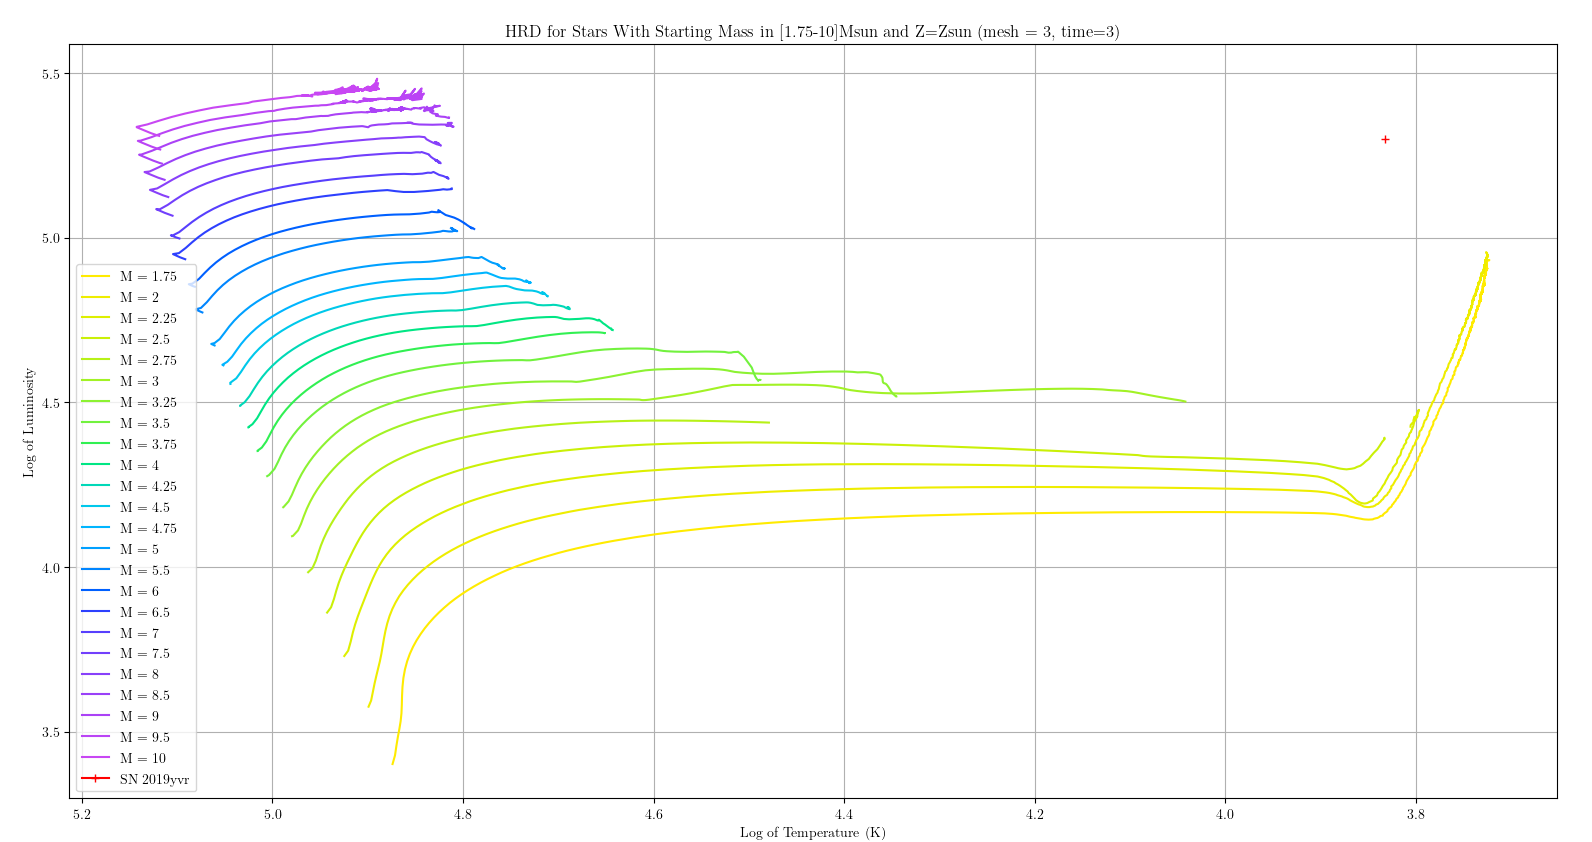 HRD for Stars With Starting Mass in [1.75-10]Msun and Z=Zsun (mesh = 3, time=3)
Log of Luminosity
5.5
5.0
4.5
4.0
3.5
M = 1.75
M = 2
M = 2.25
M = 2.5
M = 2.75
M = 3
M = 3.25
M = 3.5
M = 3.75
M = 4
M = 4.25
M = 4.5
M = 4.75
M = 5
M = 5.5
M = 6
M = 6.5
M = 7
M = 7.5
M = 8
M = 8.5
M = 9
M = 9.5
M = 10
SN 2019yvr
5.2 5.0 4.8 4.6 4.4 4.2 4.0 3.8
Log of Temperature (K)